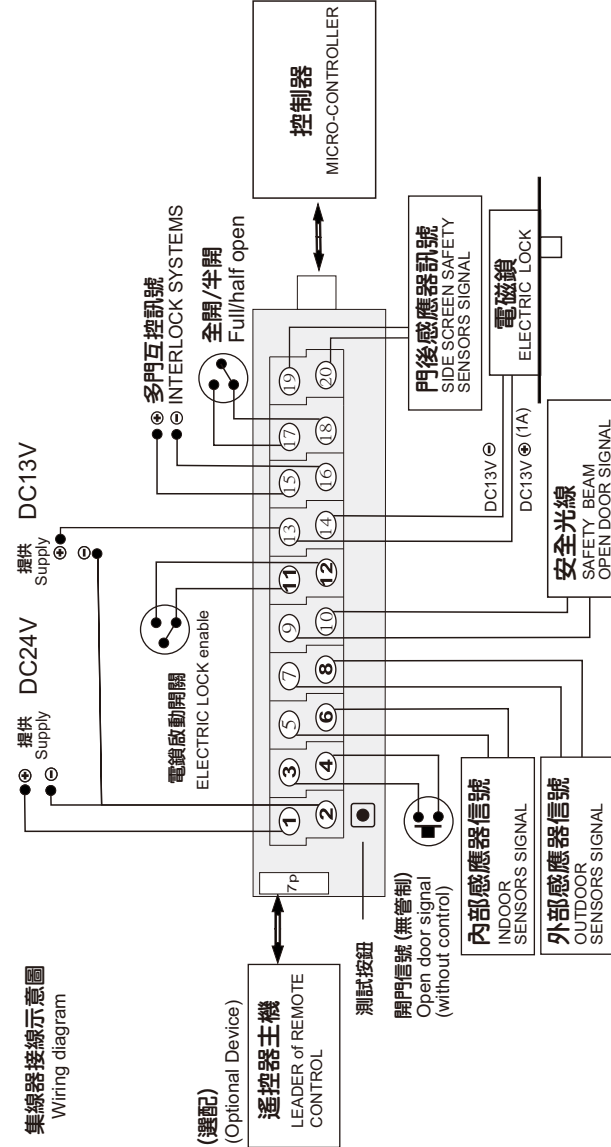 集線器接線示意圖
Wiring diagram
提供
Supply
DC24V
⊕
⊖
提供
Supply
DC13V
⊕
⊖
電鎖啟動開關
ELECTRIC LOCK enable
⊕ 多門互控訊號
⊖ INTERLOCK SYSTEMS
全開/半開
Full/half open
(選配)
(Optional Device)
遙控器主機
LEADER of REMOTE
CONTROL
7p
1 3 5 7 9 11 13 15 17 19
2 4 6 8 10 12 14 16 18 20
控制器
MICRO-CONTROLLER
測試按鈕
開門信號 (無管制)
Open door signal
(without control)
內部感應器信號
INDOOR
SENSORS SIGNAL
外部感應器信號
OUTDOOR
SENSORS SIGNAL
安全光線
SAFETY BEAM
OPEN DOOR SIGNAL
DC13V ⊖
DC13V ⊕ (1A)
門後感應器訊號
SIDE SCREEN SAFETY
SENSORS SIGNAL
電磁鎖
ELECTRIC LOCK